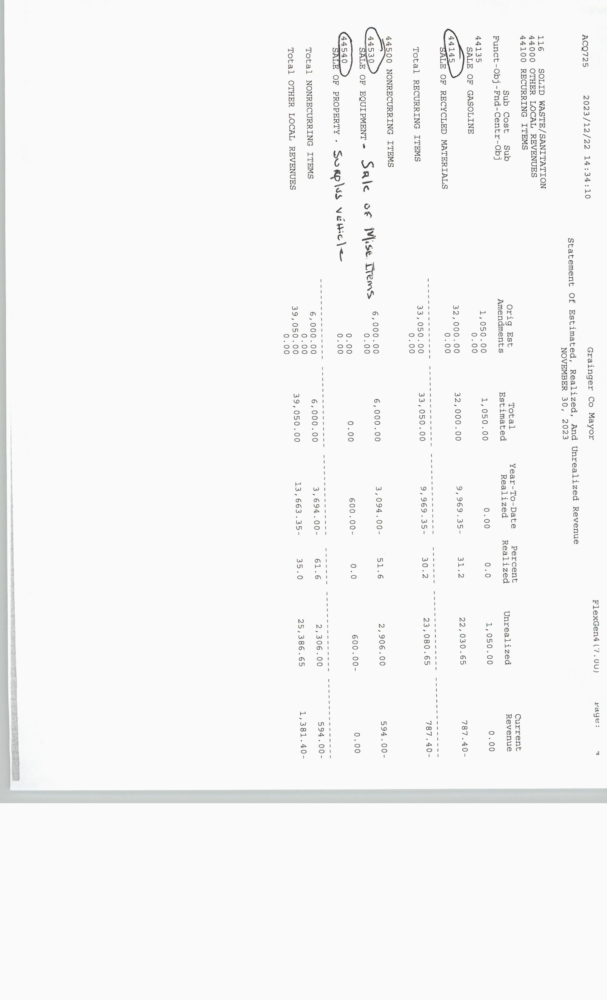 ACQ725 2023/12/22 14:34:10 Grainger Co Mayor FlexGen4(7.0U) Page: 4
Statement Of Estimated, Realized, And Unrealized Revenue
NOVEMBER 30, 2023
116 SOLID WASTE/SANITATION
44000 OTHER LOCAL REVENUES
44100 RECURRING ITEMS
Sub Cost Sub Orig Est Total Year-To-Date Percent Current
Funct-Obj-Fnd-Centr-Obj Amendments Estimated Realized Realized Unrealized Revenue
44135 1,050.00 1,050.00 0.00 0.0 1,050.00 0.00
SALE OF GASOLINE 0.00
44145 32,000.00 32,000.00 9,969.35- 31.2 22,030.65 787.40-
SALE OF RECYCLED MATERIALS 0.00
Total RECURRING ITEMS 33,050.00 33,050.00 9,969.35- 30.2 23,080.65 787.40-
0.00
44500 NONRECURRING ITEMS
44530 6,000.00 6,000.00 3,094.00- 51.6 2,906.00 594.00-
SALE OF EQUIPMENT - Sale of Misc Items 0.00
44540 0.00 0.00 600.00- 0.0 600.00- 0.00
SALE OF PROPERTY . Surplus vehicle 0.00
Total NONRECURRING ITEMS 6,000.00 6,000.00 3,694.00- 61.6 2,306.00 594.00-
0.00
Total OTHER LOCAL REVENUES 39,050.00 39,050.00 13,663.35- 35.0 25,386.65 1,381.40-
0.00